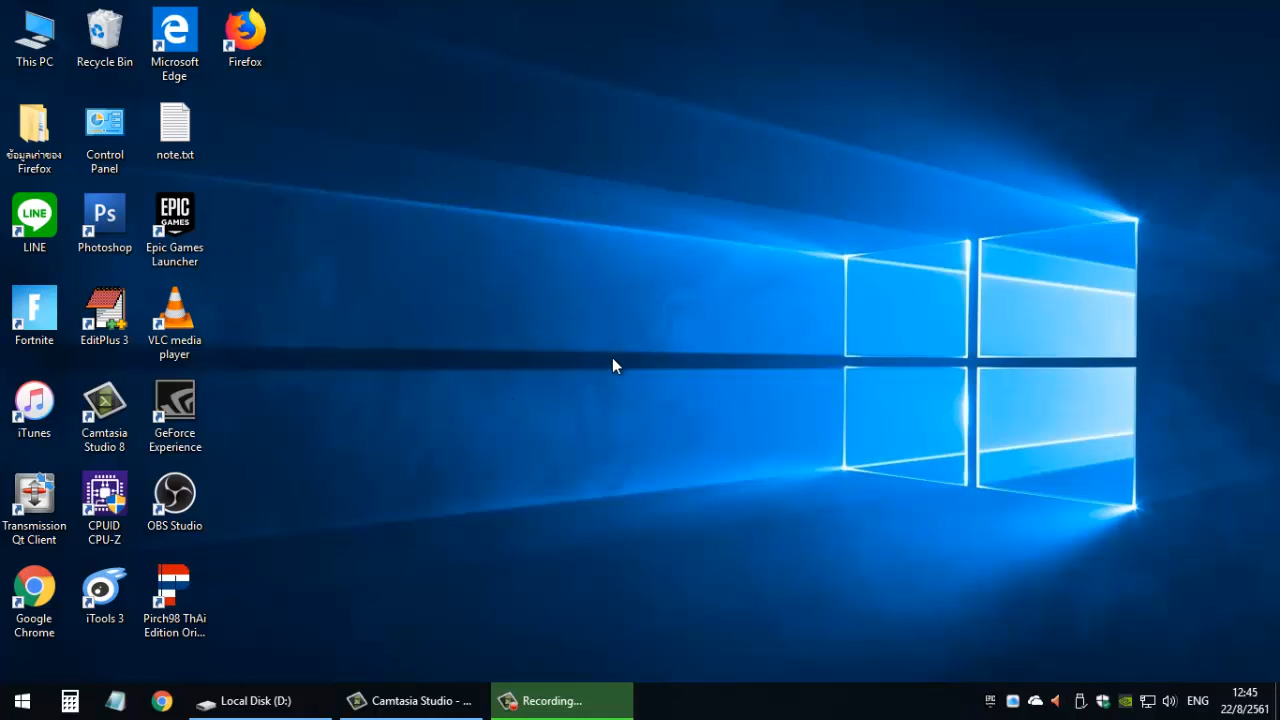 This PC
Recycle Bin
Microsoft
Edge
Firefox
ข้อมูลเก่าของ
Firefox
Control
Panel
note.txt
LINE
LINE
Ps
Photoshop
EPIC
GAMES
Epic Games
Launcher
F
Fortnite
EditPlus 3
VLC media
player
iTunes
Camtasia
Studio 8
GeForce
Experience
Transmission
Qt Client
CPUID
CPU-Z
OBS Studio
Google
Chrome
iTools 3
Pirch98 ThAi
Edition Ori...
Local Disk (D:)
Camtasia Studio - ...
Recording...
ENG
12:45
22/8/2561